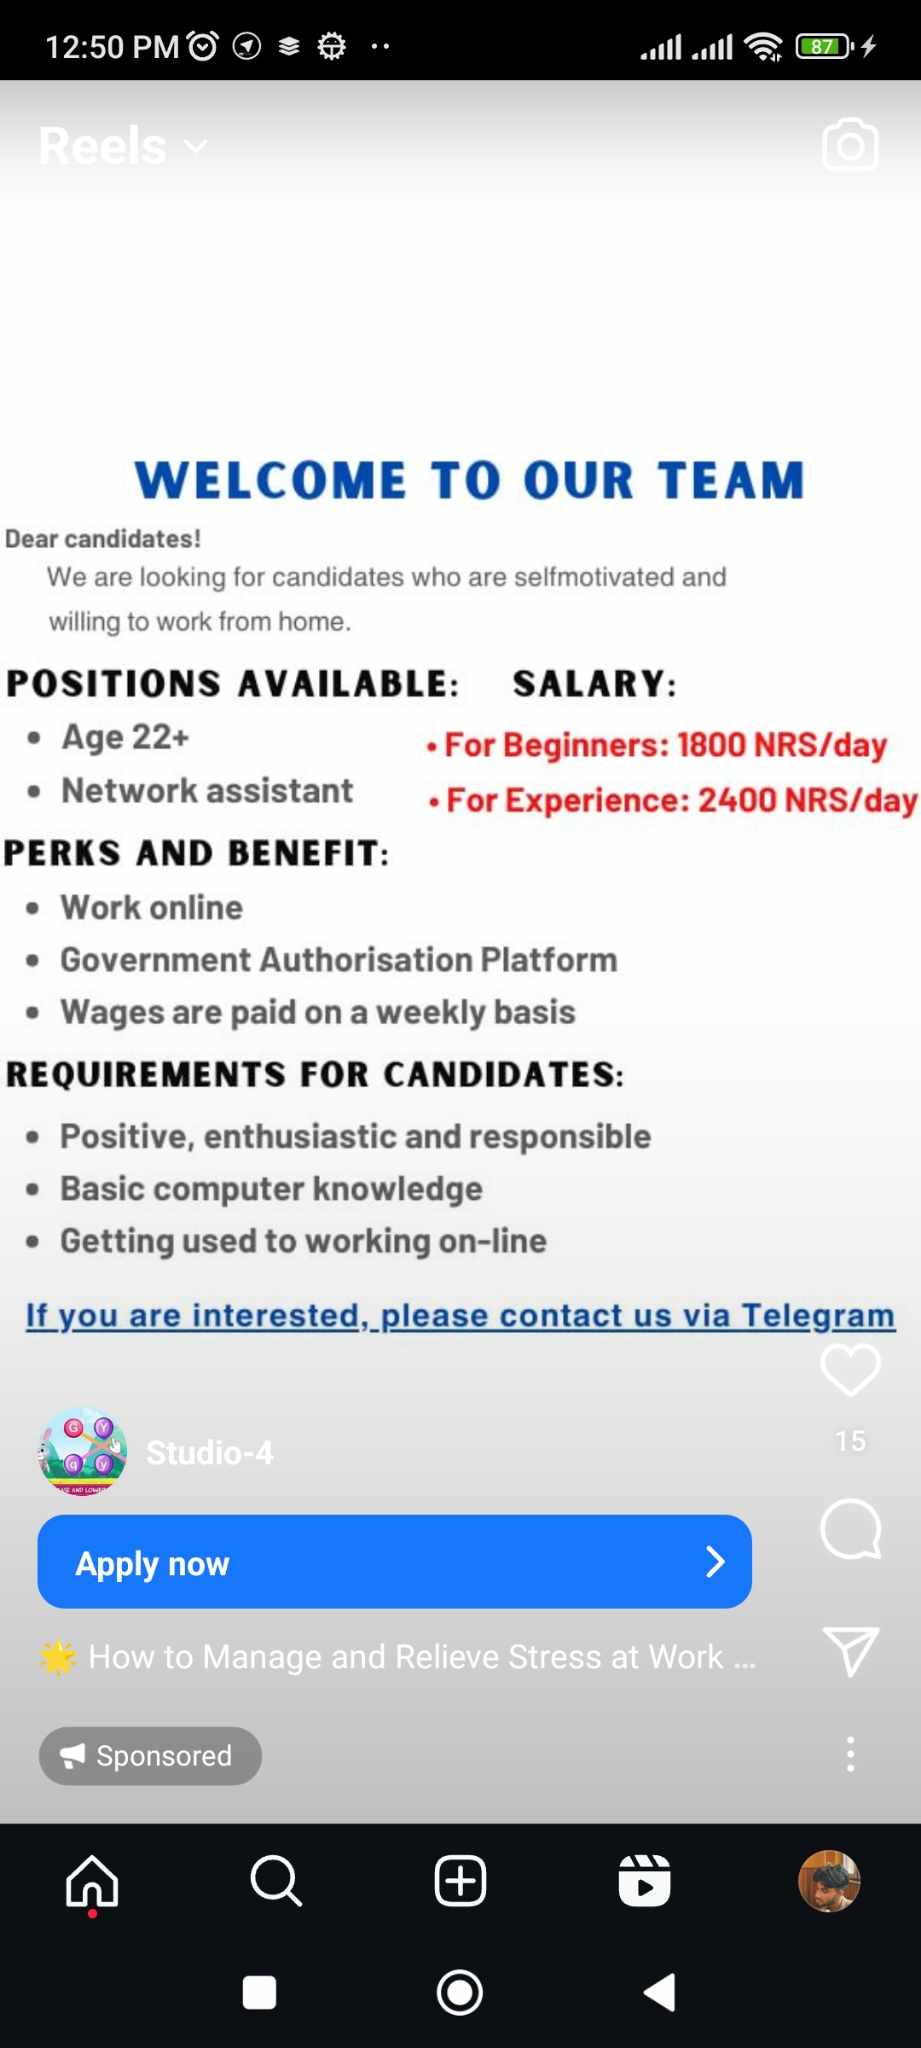 12:50 PM
87
Reels
WELCOME TO OUR TEAM
Dear candidates!
We are looking for candidates who are selfmotivated and
willing to work from home.
POSITIONS AVAILABLE: SALARY:
• Age 22+ • For Beginners: 1800 NRS/day
• Network assistant • For Experience: 2400 NRS/day
PERKS AND BENEFIT:
• Work online
• Government Authorisation Platform
• Wages are paid on a weekly basis
REQUIREMENTS FOR CANDIDATES:
• Positive, enthusiastic and responsible
• Basic computer knowledge
• Getting used to working on-line
If you are interested, please contact us via Telegram
15
G Y
q y
Studio-4
Apply now
🌟 How to Manage and Relieve Stress at Work ...
Sponsored